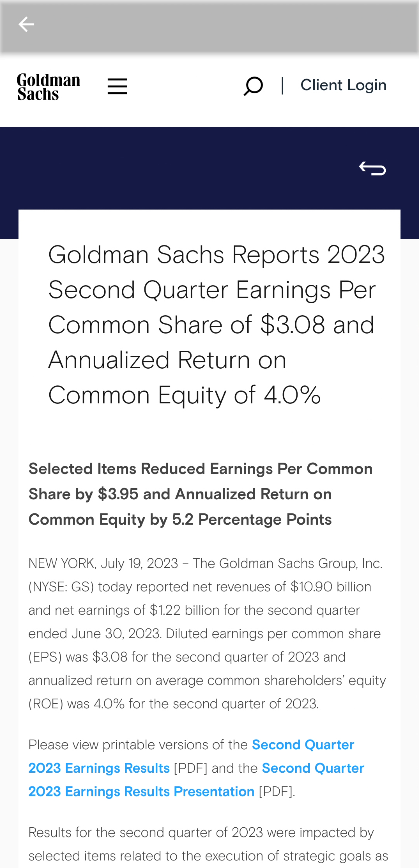 Goldman
Sachs
Client Login
Goldman Sachs Reports 2023
Second Quarter Earnings Per
Common Share of $3.08 and
Annualized Return on
Common Equity of 4.0%
Selected Items Reduced Earnings Per Common
Share by $3.95 and Annualized Return on
Common Equity by 5.2 Percentage Points
NEW YORK, July 19, 2023 – The Goldman Sachs Group, Inc.
(NYSE: GS) today reported net revenues of $10.90 billion
and net earnings of $1.22 billion for the second quarter
ended June 30, 2023. Diluted earnings per common share
(EPS) was $3.08 for the second quarter of 2023 and
annualized return on average common shareholders’ equity
(ROE) was 4.0% for the second quarter of 2023.
Please view printable versions of the Second Quarter
2023 Earnings Results [PDF] and the Second Quarter
2023 Earnings Results Presentation [PDF].
Results for the second quarter of 2023 were impacted by
selected items related to the execution of strategic goals as